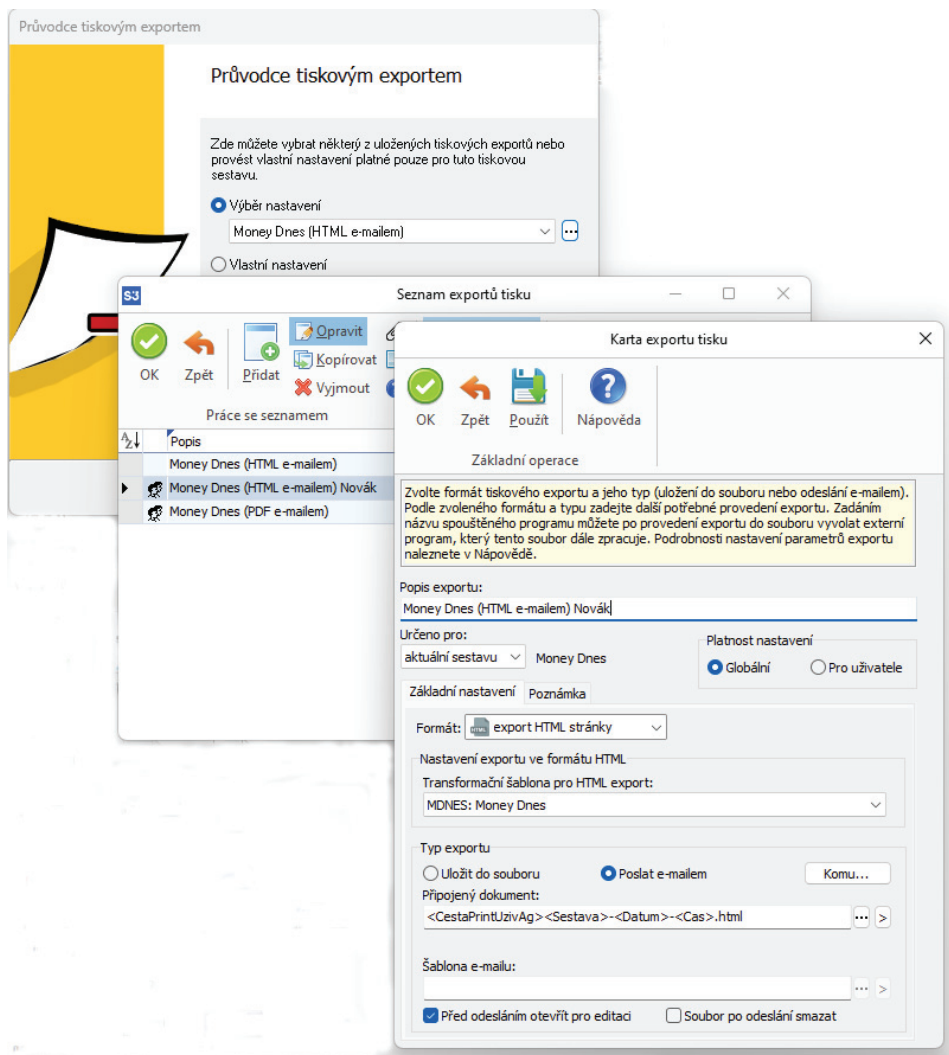 Průvodce tiskovým exportem
Průvodce tiskovým exportem
Zde můžete vybrat některý z uložených tiskových exportů nebo
provést vlastní nastavení platné pouze pro tuto tiskovou
sestavu.
Výběr nastavení
Money Dnes (HTML e-mailem)
Vlastní nastavení
S3
Seznam exportů tisku
OK
Zpět
Přidat
Opravit
Kopírovat
Vyjmout
Práce se seznamem
Popis
Money Dnes (HTML e-mailem)
Money Dnes (HTML e-mailem) Novák
Money Dnes (PDF e-mailem)
Karta exportu tisku
OK
Zpět
Použít
Nápověda
Základní operace
Zvolte formát tiskového exportu a jeho typ (uložení do souboru nebo odeslání e-mailem).
Podle zvoleného formátu a typu zadejte další potřebné provedení exportu. Zadáním
názvu spouštěného programu můžete po provedení exportu do souboru vyvolat externí
program, který tento soubor dále zpracuje. Podrobnosti nastavení parametrů exportu
naleznete v Nápovědě.
Popis exportu:
Money Dnes (HTML e-mailem) Novák
Určeno pro:
aktuální sestavu
Money Dnes
Platnost nastavení
Globální
Pro uživatele
Základní nastavení
Poznámka
Formát:
export HTML stránky
Nastavení exportu ve formátu HTML
Transformační šablona pro HTML export:
MDNES: Money Dnes
Typ exportu
Uložit do souboru
Poslat e-mailem
Komu...
Připojený dokument:
<CestaPrintUzivAg><Sestava>-<Datum>-<Cas>.html
Šablona e-mailu:
Před odesláním otevřít pro editaci
Soubor po odeslání smazat